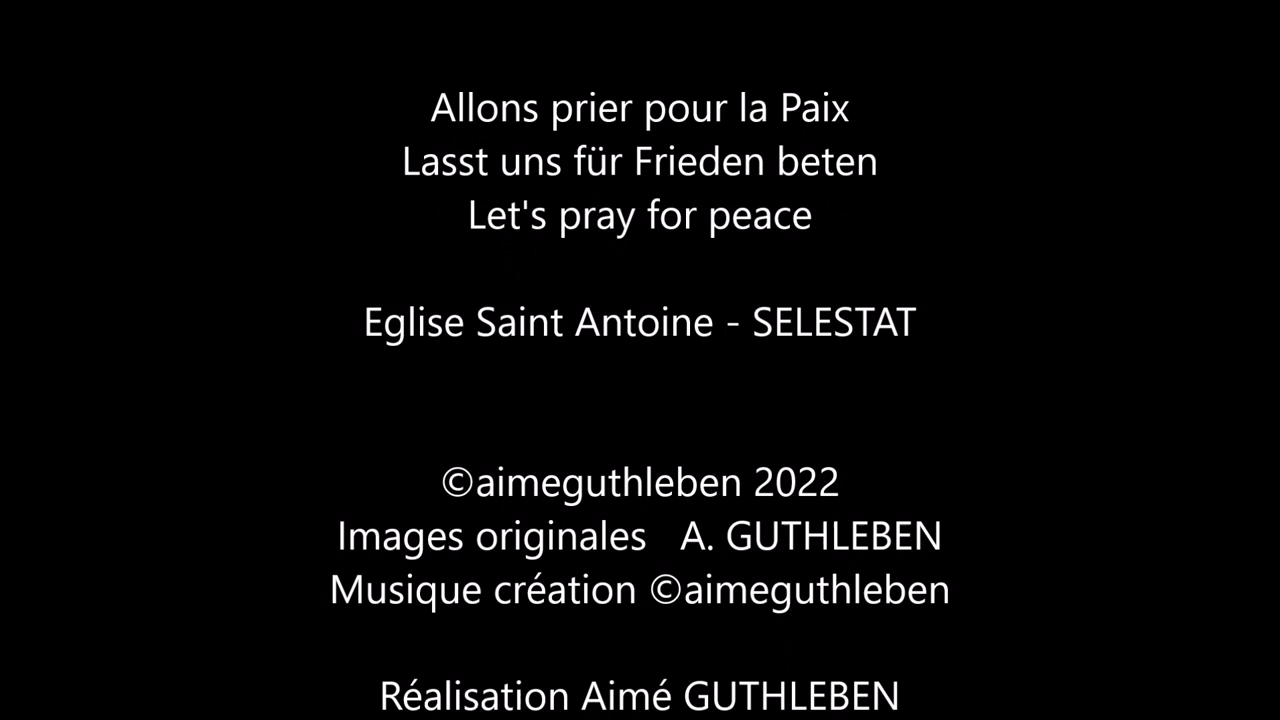 Allons prier pour la Paix
Lasst uns für Frieden beten
Let's pray for peace
Eglise Saint Antoine - SELESTAT
©aimeguthleben 2022
Images originales   A. GUTHLEBEN
Musique création ©aimeguthleben
Réalisation Aimé GUTHLEBEN